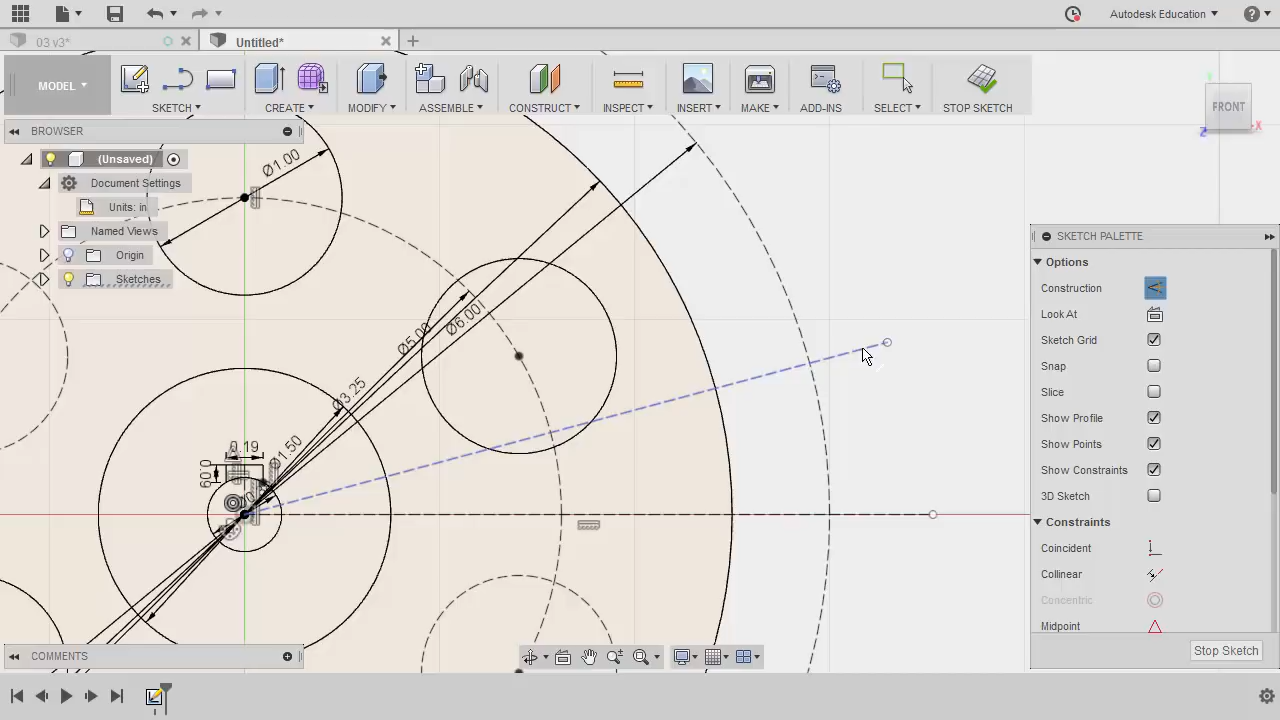 Autodesk Education
03 v3*
Untitled*
MODEL
SKETCH
CREATE
MODIFY
ASSEMBLE
CONSTRUCT
INSPECT
INSERT
MAKE
ADD-INS
SELECT
STOP SKETCH
FRONT
X
Z
BROWSER
(Unsaved)
Document Settings
Units: in
Named Views
Origin
Sketches
Ø1.00
Ø5.00
Ø6.00
Ø3.25
Ø1.50
0.19
0.09
SKETCH PALETTE
Options
Construction
Look At
Sketch Grid
Snap
Slice
Show Profile
Show Points
Show Constraints
3D Sketch
Constraints
Coincident
Collinear
Concentric
Midpoint
Stop Sketch
COMMENTS